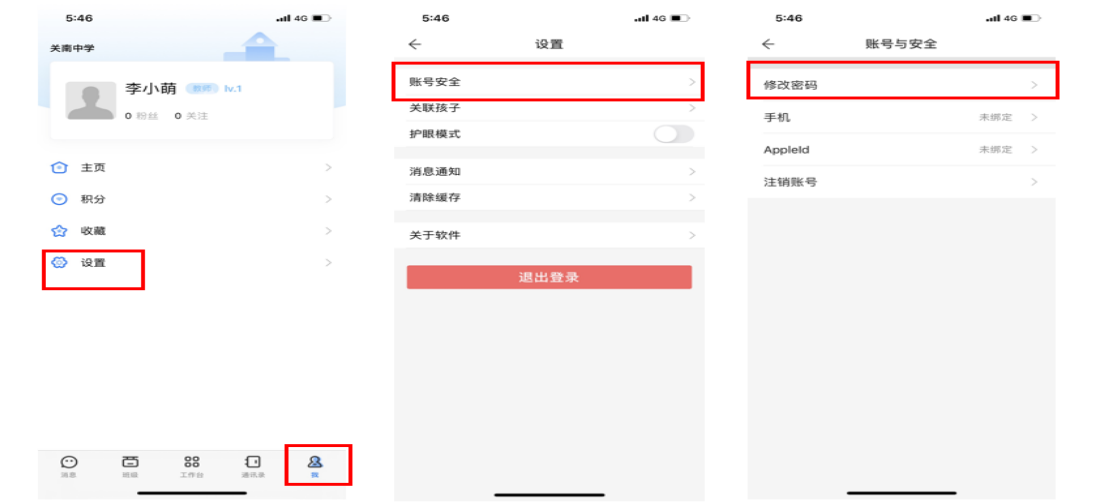 5:46
4G
关南中学
李小萌 教师 lv.1
0 粉丝 0 关注
主页
积分
收藏
设置
消息 班级 工作台 通讯录 我
5:46
4G
设置
账号安全
关联孩子
护眼模式
消息通知
清除缓存
关于软件
退出登录
5:46
4G
账号与安全
修改密码
手机 未绑定
AppleId 未绑定
注销账号